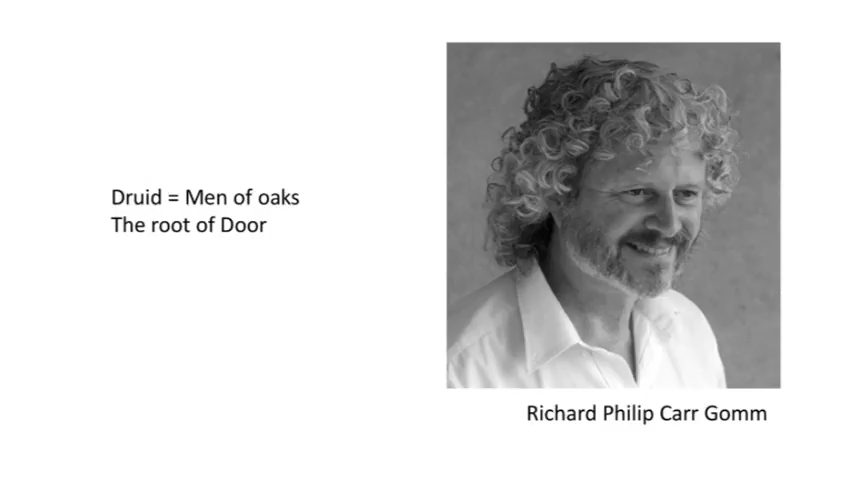 Druid = Men of oaks
The root of Door
Richard Philip Carr Gomm